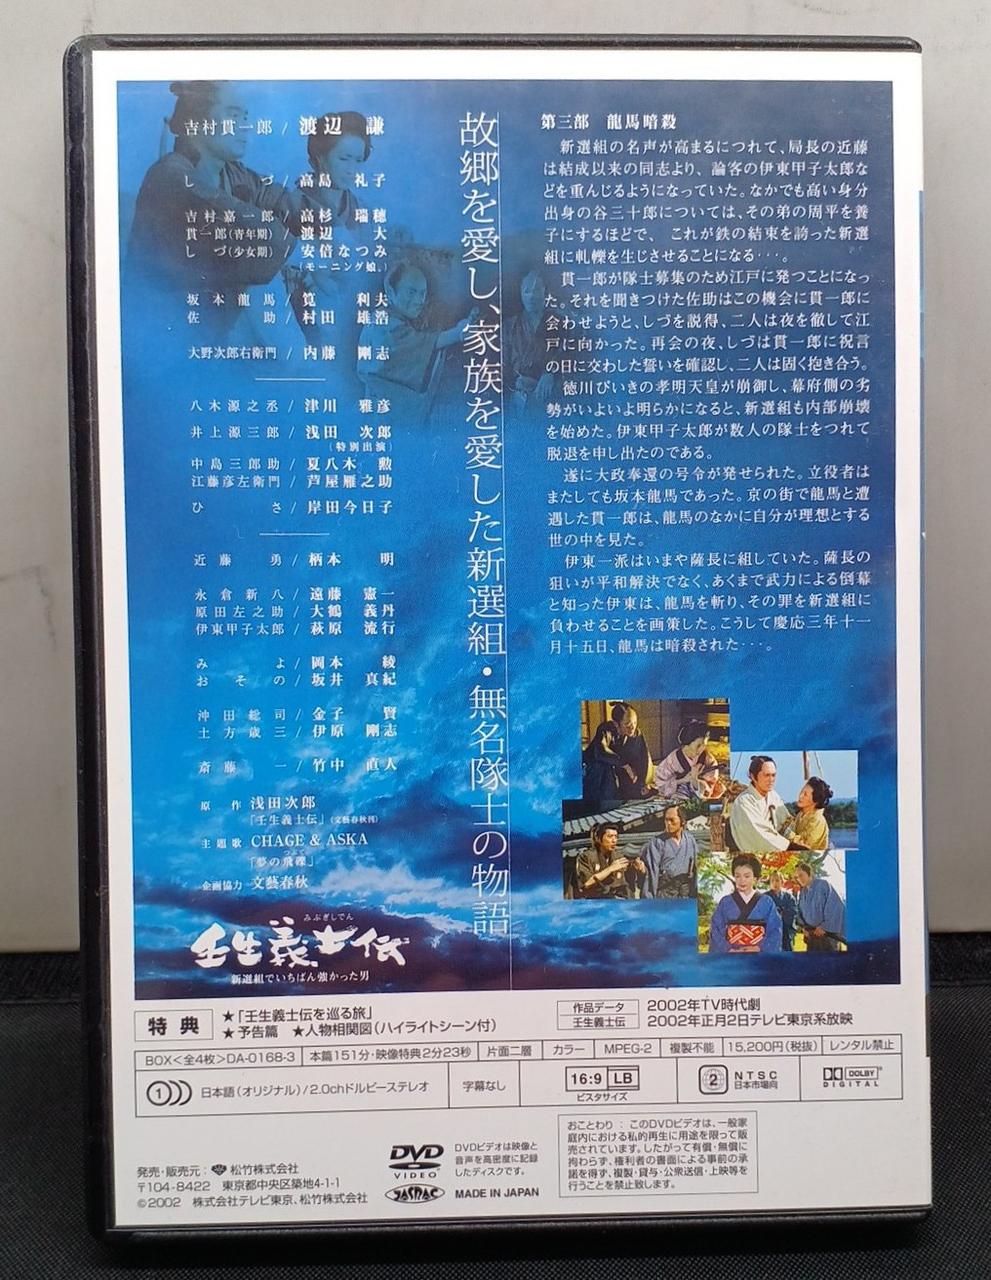 吉村貫一郎 / 渡辺 謙
しづ / 高島 礼子
吉村嘉一郎 / 高杉 瑞穂
貫一郎(青年期) / 渡辺 大
しづ(少女期) / 安倍なつみ
(モーニング娘。)
坂本龍馬 / 筧 利夫
佐助 / 村田 雄浩
大野次郎右衛門 / 内藤 剛志
八木源之丞 / 津川 雅彦
井上源三郎 / 浅田 次郎
(特別出演)
中島三郎助 / 夏八木 勲
江藤彦左衛門 / 芦屋雁之助
ひさ / 岸田今日子
近藤勇 / 柄本 明
永倉新八 / 遠藤 憲一
原田左之助 / 大鶴 義丹
伊東甲子太郎 / 萩原 流行
みよ / 岡本 綾
おその / 坂井 真紀
沖田総司 / 金子 賢
土方歳三 / 伊原 剛志
斎藤一 / 竹中 直人
原作 浅田次郎
「壬生義士伝」(文藝春秋刊)
主題歌 CHAGE & ASKA
つぶて
「夢の飛礫」
企画協力 文藝春秋
みぶぎしでん
壬生義士伝
新選組でいちばん強かった男
故郷を愛し、家族を愛した新選組・無名隊士の物語
第三部 龍馬暗殺
新選組の名声が高まるにつれて、局長の近藤
は結成以来の同志より、論客の伊東甲子太郎な
どを重んじるようになっていた。なかでも高い身分
出身の谷三十郎については、その弟の周平を養
子にするほどで、これが鉄の結束を誇った新選
組に軋轢を生じさせることになる・・・。
貫一郎が隊士募集のため江戸に発つことになっ
た。それを聞きつけた佐助はこの機会に貫一郎に
会わせようと、しづを説得、二人は夜を徹して江
戸に向かった。再会の夜、しづは貫一郎に祝言
の日に交わした誓いを確認し、二人は固く抱き合う。
徳川びいきの孝明天皇が崩御し、幕府側の劣
勢がいよいよ明らかになると、新選組も内部崩壊
を始めた。伊東甲子太郎が数人の隊士をつれて
脱退を申し出たのである。
遂に大政奉還の号令が発せられた。立役者は
またしても坂本龍馬であった。京の街で龍馬と遭
遇した貫一郎は、龍馬のなかに自分が理想とする
世の中を見た。
伊東一派はいまや薩長に組していた。薩長の
狙いが平和解決でなく、あくまで武力による倒幕
と知った伊東は、龍馬を斬り、その罪を新選組に
負わせることを画策した。こうして慶応三年十一
月十五日、龍馬は暗殺された・・・。
特典
★「壬生義士伝を巡る旅」
★予告篇 ★人物相関図(ハイライトシーン付)
作品データ
壬生義士伝
2002年TV時代劇
2002年正月2日テレビ東京系放映
BOX<全4枚>DA-0168-3 本篇151分・映像特典2分23秒 片面二層 カラー MPEG-2 複製不能 15,200円(税抜) レンタル禁止
1 日本語(オリジナル)/2.0chドルビーステレオ 字幕なし
16:9 LB
ビスタサイズ
2 NTSC
日本市場向
DOLBY
DIGITAL
発売・販売元: 松竹株式会社
〒104-8422 東京都中央区築地4-1-1
©2002 株式会社テレビ東京、松竹株式会社
DVD
VIDEO
DVDビデオは映像と
音声を高密度に記録
したディスクです。
JASRAC
MADE IN JAPAN
おことわり:このDVDビデオは、一般家
庭内における私的再生に用途を限って販
売されています。したがって有償・無償に
拘わらず、権利者の書面による事前の承
諾を得ず、複製・貸与・公衆送信・上映等を
行うことを禁止致します。